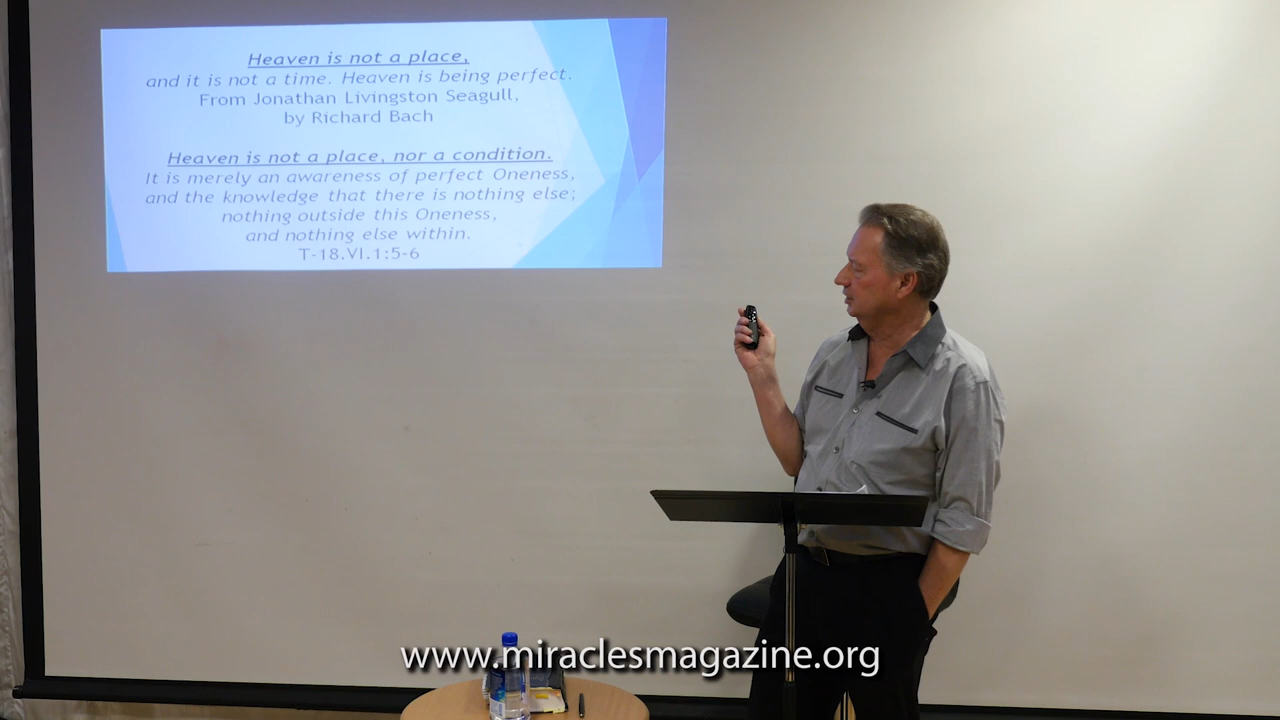 Heaven is not a place,
and it is not a time. Heaven is being perfect.
From Jonathan Livingston Seagull,
by Richard Bach
Heaven is not a place, nor a condition.
It is merely an awareness of perfect Oneness,
and the knowledge that there is nothing else;
nothing outside this Oneness,
and nothing else within.
T-18.VI.1:5-6
www.miraclesmagazine.org